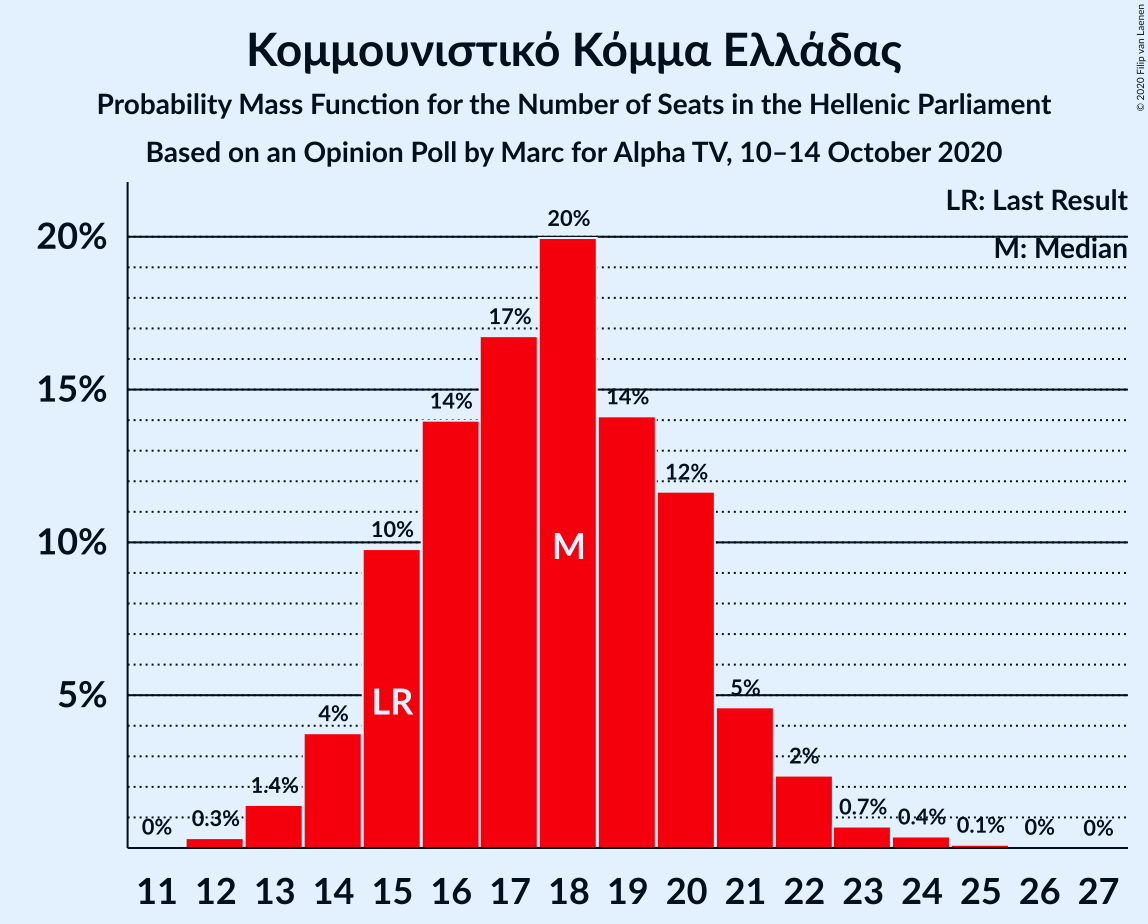 Κομμουνιστικό Κόμμα Ελλάδας
Probability Mass Function for the Number of Seats in the Hellenic Parliament
Based on an Opinion Poll by Marc for Alpha TV, 10–14 October 2020
© 2020 Filip van Laenen
LR: Last Result
M: Median
20%
15%
10%
5%
0%
0.3%
1.4%
4%
10%
14%
17%
20%
14%
12%
5%
2%
0.7%
0.4%
0.1%
0%
0%
LR
M
11 12 13 14 15 16 17 18 19 20 21 22 23 24 25 26 27